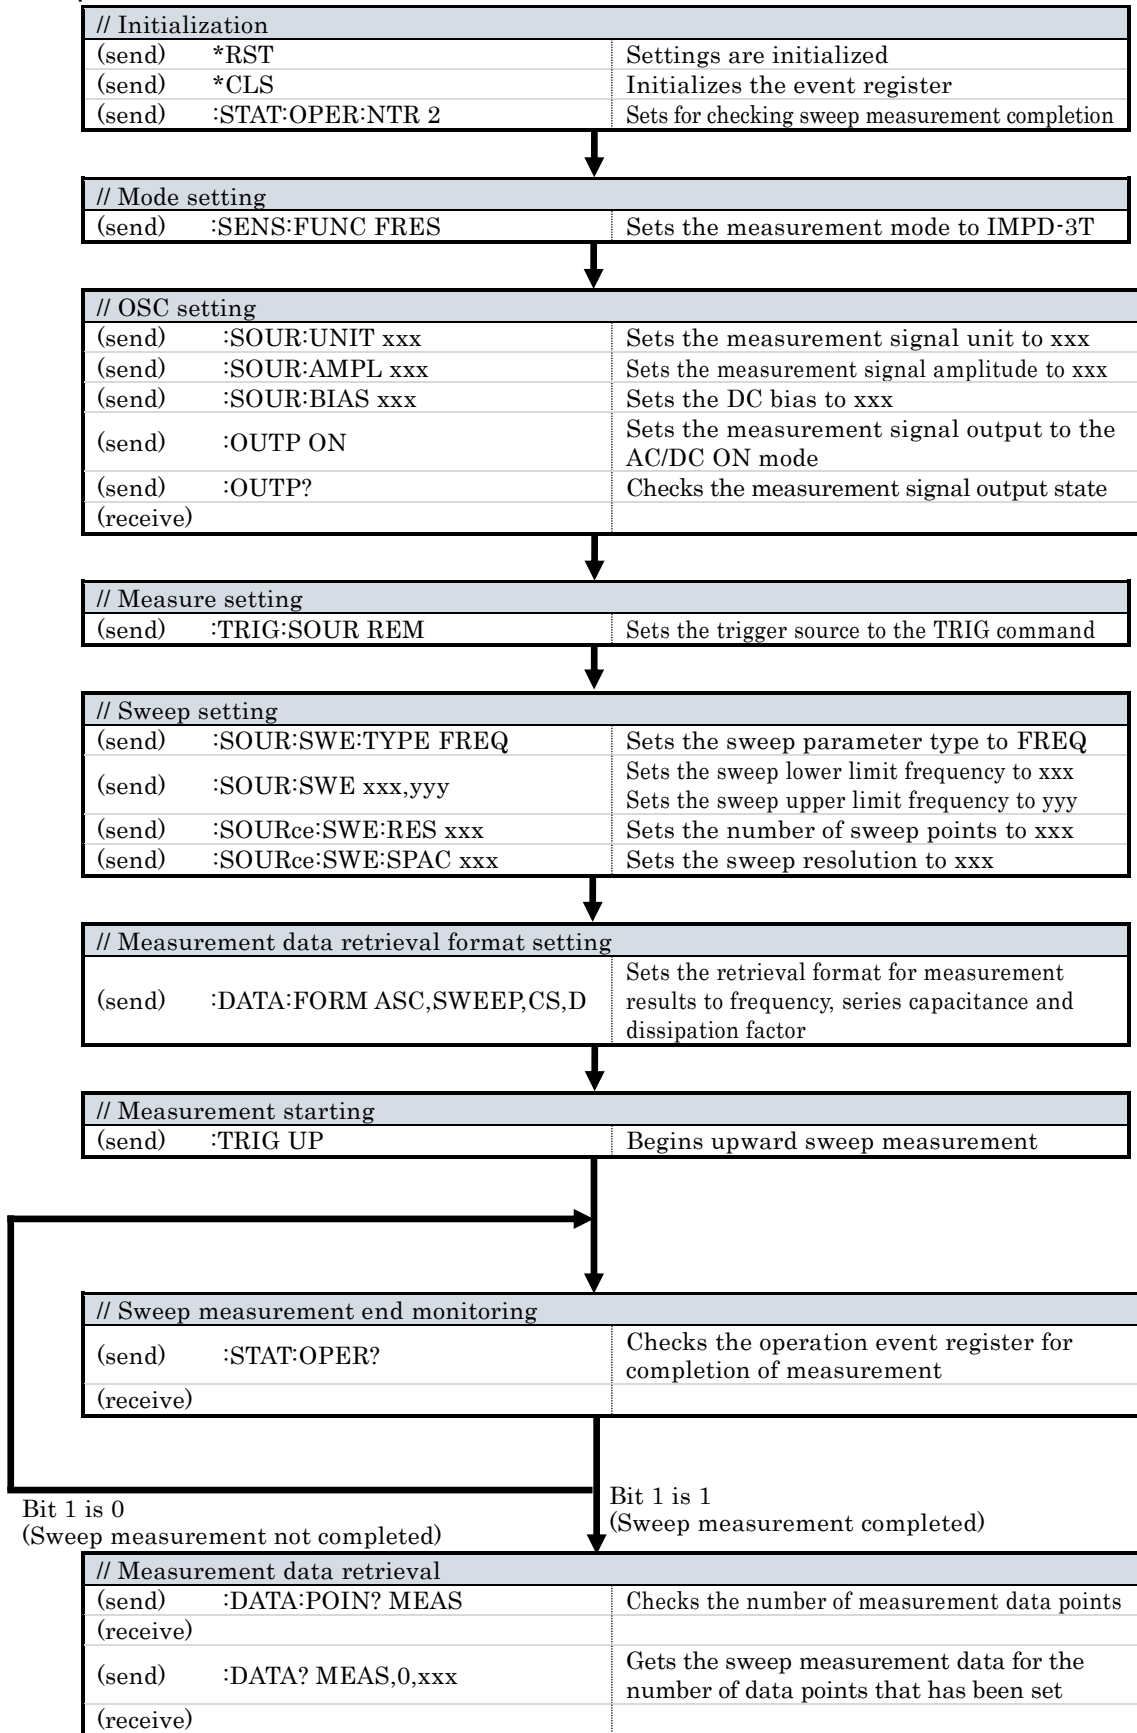 // Initialization
(send) *RST Settings are initialized
(send) *CLS Initializes the event register
(send) :STAT:OPER:NTR 2 Sets for checking sweep measurement completion
// Mode setting
(send) :SENS:FUNC FRES Sets the measurement mode to IMPD-3T
// OSC setting
(send) :SOUR:UNIT xxx Sets the measurement signal unit to xxx
(send) :SOUR:AMPL xxx Sets the measurement signal amplitude to xxx
(send) :SOUR:BIAS xxx Sets the DC bias to xxx
(send) :OUTP ON Sets the measurement signal output to the
AC/DC ON mode
(send) :OUTP? Checks the measurement signal output state
(receive)
// Measure setting
(send) :TRIG:SOUR REM Sets the trigger source to the TRIG command
// Sweep setting
(send) :SOUR:SWE:TYPE FREQ Sets the sweep parameter type to FREQ
(send) :SOUR:SWE xxx,yyy Sets the sweep lower limit frequency to xxx
Sets the sweep upper limit frequency to yyy
(send) :SOURce:SWE:RES xxx Sets the number of sweep points to xxx
(send) :SOURce:SWE:SPAC xxx Sets the sweep resolution to xxx
// Measurement data retrieval format setting
(send) :DATA:FORM ASC,SWEEP,CS,D Sets the retrieval format for measurement
results to frequency, series capacitance and
dissipation factor
// Measurement starting
(send) :TRIG UP Begins upward sweep measurement
// Sweep measurement end monitoring
(send) :STAT:OPER? Checks the operation event register for
completion of measurement
(receive)
Bit 1 is 0
(Sweep measurement not completed)
Bit 1 is 1
(Sweep measurement completed)
// Measurement data retrieval
(send) :DATA:POIN? MEAS Checks the number of measurement data points
(receive)
(send) :DATA? MEAS,0,xxx Gets the sweep measurement data for the
number of data points that has been set
(receive)